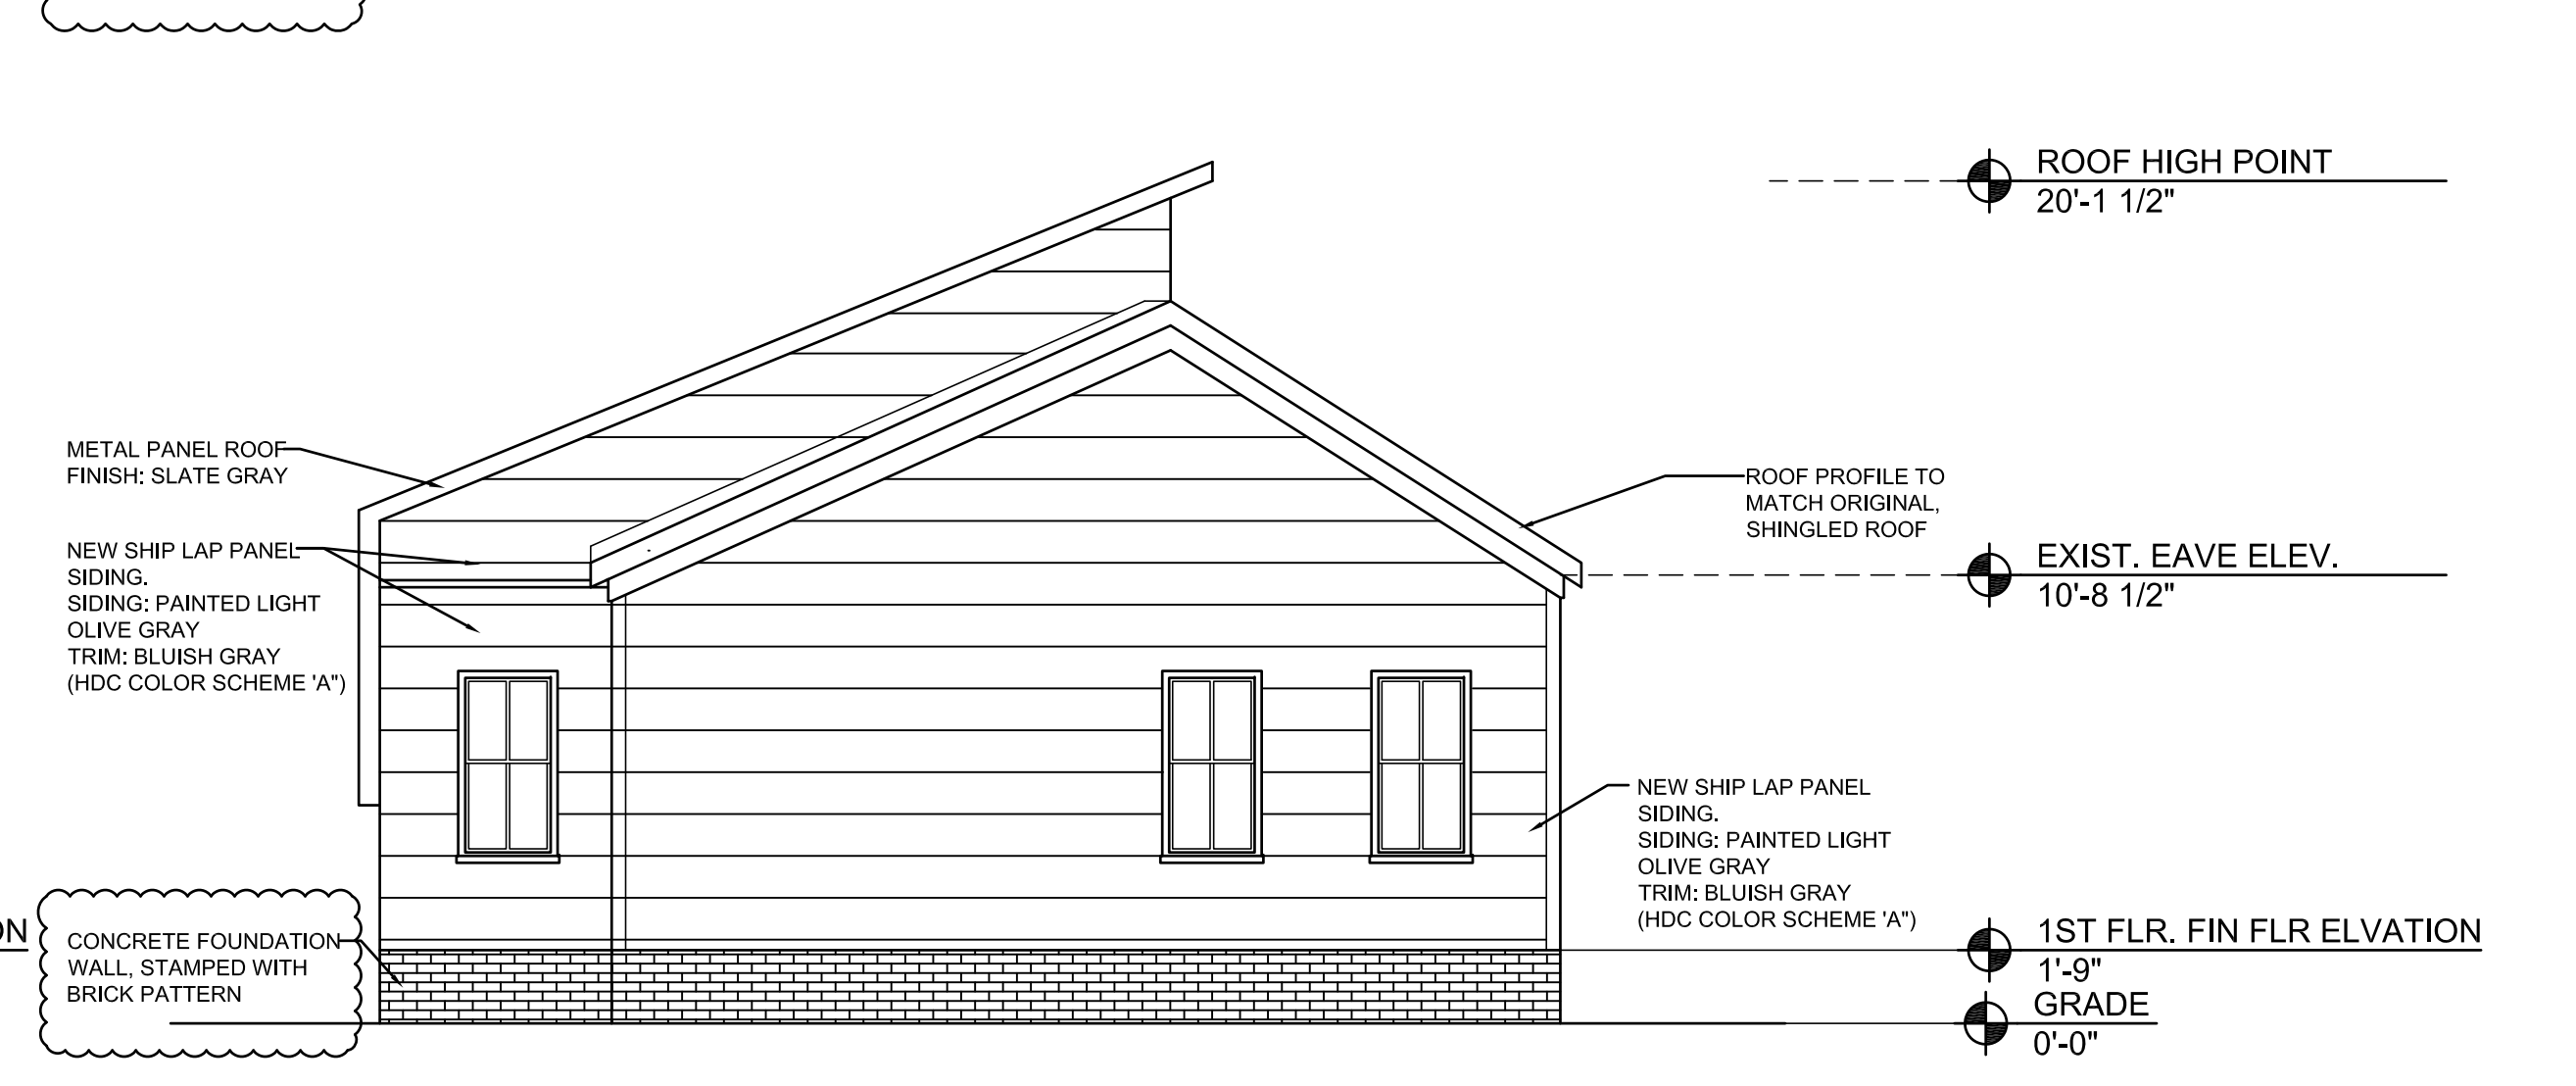 ROOF HIGH POINT
20'-1 1/2"
METAL PANEL ROOF
FINISH: SLATE GRAY
ROOF PROFILE TO
MATCH ORIGINAL,
SHINGLED ROOF
NEW SHIP LAP PANEL
SIDING.
SIDING: PAINTED LIGHT
OLIVE GRAY
TRIM: BLUISH GRAY
(HDC COLOR SCHEME 'A")
EXIST. EAVE ELEV.
10'-8 1/2"
NEW SHIP LAP PANEL
SIDING.
SIDING: PAINTED LIGHT
OLIVE GRAY
TRIM: BLUISH GRAY
(HDC COLOR SCHEME 'A")
CONCRETE FOUNDATION
WALL, STAMPED WITH
BRICK PATTERN
1ST FLR. FIN FLR ELVATION
1'-9"
GRADE
0'-0"